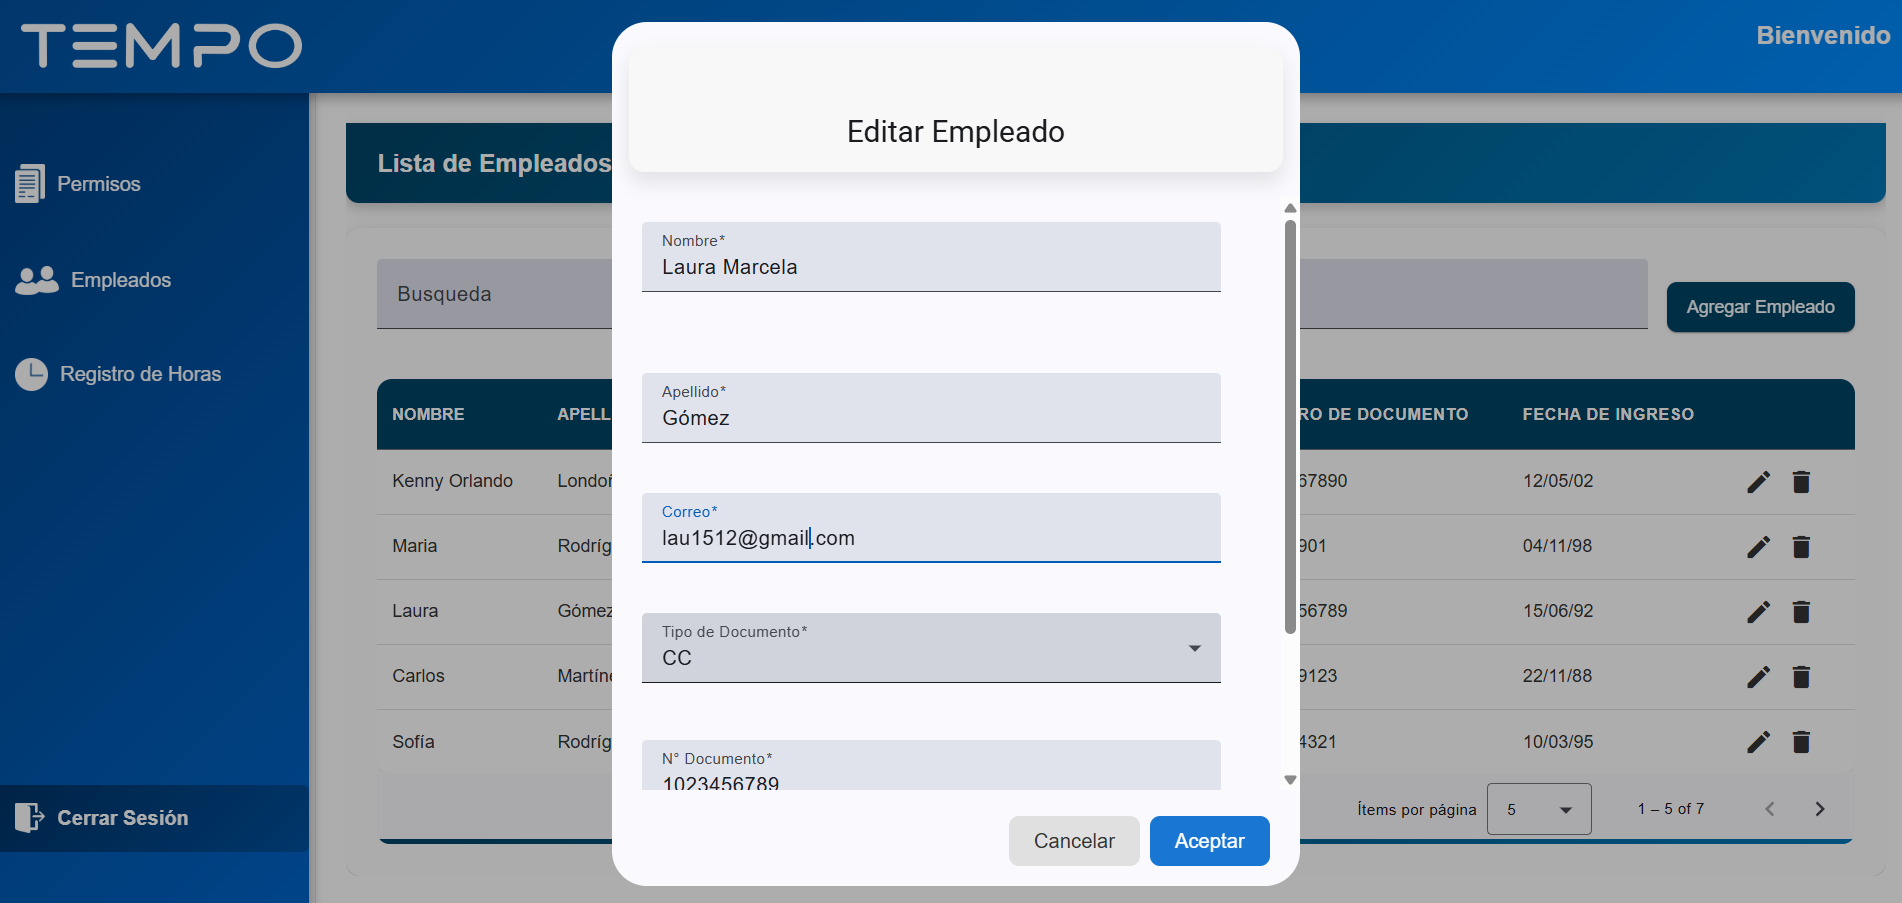 TEMPO
Bienvenido
Permisos
Empleados
Registro de Horas
Cerrar Sesión
Lista de Empleados
Busqueda
Agregar Empleado
NOMBRE APELL RO DE DOCUMENTO FECHA DE INGRESO
Kenny Orlando Londoñ 67890 12/05/02
Maria Rodríg 901 04/11/98
Laura Gómez 56789 15/06/92
Carlos Martíne 9123 22/11/88
Sofía Rodríg 4321 10/03/95
Ítems por página 5 1 – 5 of 7
Editar Empleado
Nombre*
Laura Marcela
Apellido*
Gómez
Correo*
lau1512@gmail.com
Tipo de Documento*
CC
N° Documento*
1023456789
Cancelar Aceptar